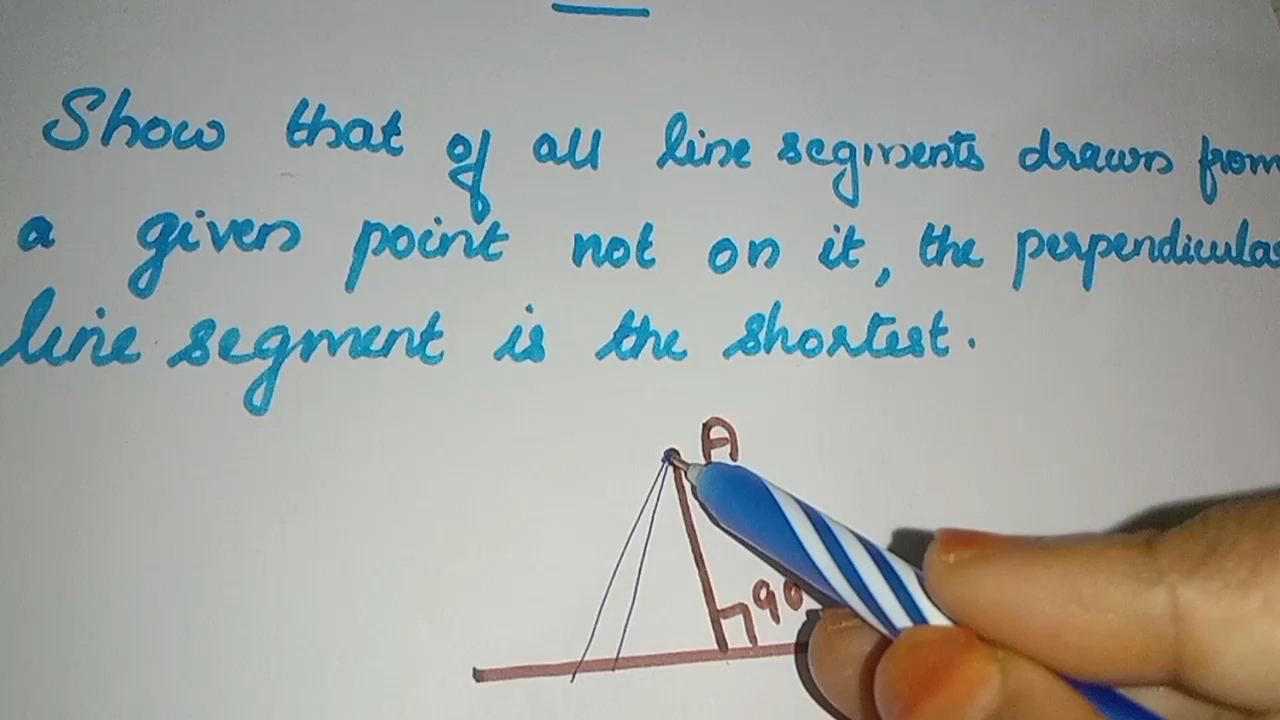 Show that of all line segments drawn from
a given point not on it, the perpendicular
line segment is the shortest.
A
90